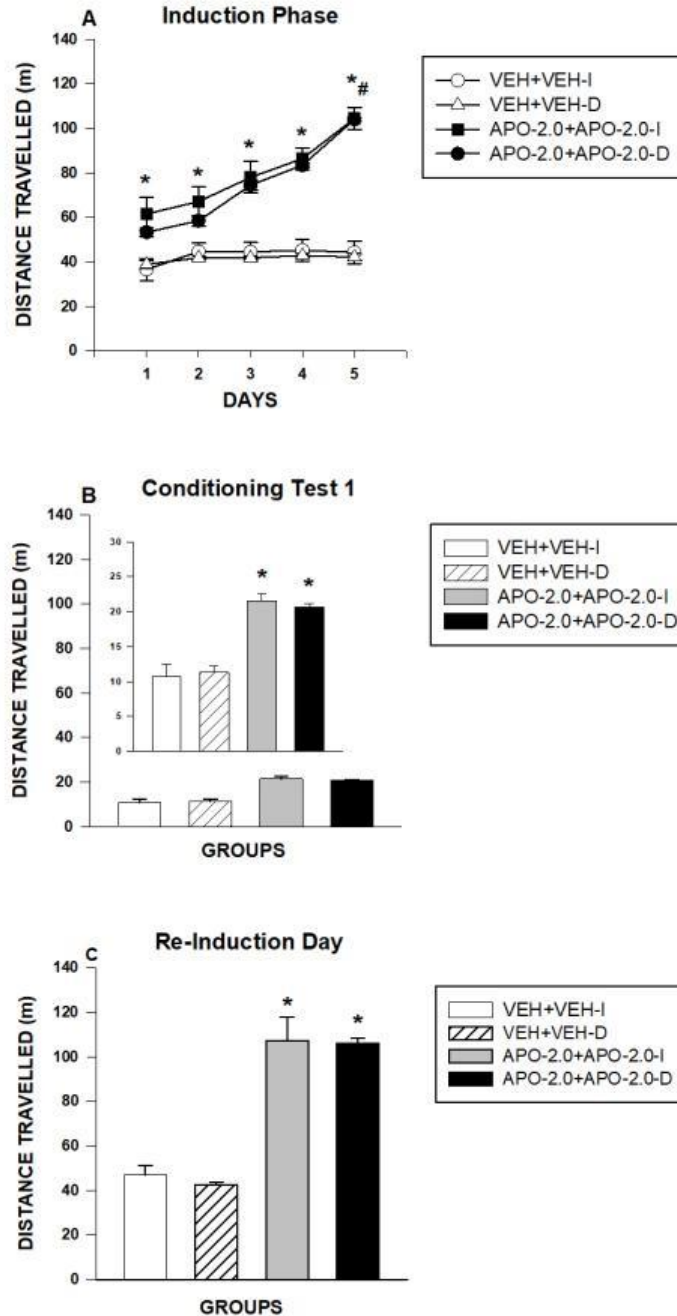 A
Induction Phase
140
120
100
80
60
40
20
0
DISTANCE TRAVELLED (m)
* * * * *#
1 2 3 4 5
DAYS
VEH+VEH-I
VEH+VEH-D
APO-2.0+APO-2.0-I
APO-2.0+APO-2.0-D
B
Conditioning Test 1
140
120
100
80
60
40
20
0
DISTANCE TRAVELLED (m)
30
25
20
15
10
5
0
* *
GROUPS
VEH+VEH-I
VEH+VEH-D
APO-2.0+APO-2.0-I
APO-2.0+APO-2.0-D
C
Re-Induction Day
140
120
100
80
60
40
20
0
DISTANCE TRAVELLED (m)
* *
GROUPS
VEH+VEH-I
VEH+VEH-D
APO-2.0+APO-2.0-I
APO-2.0+APO-2.0-D